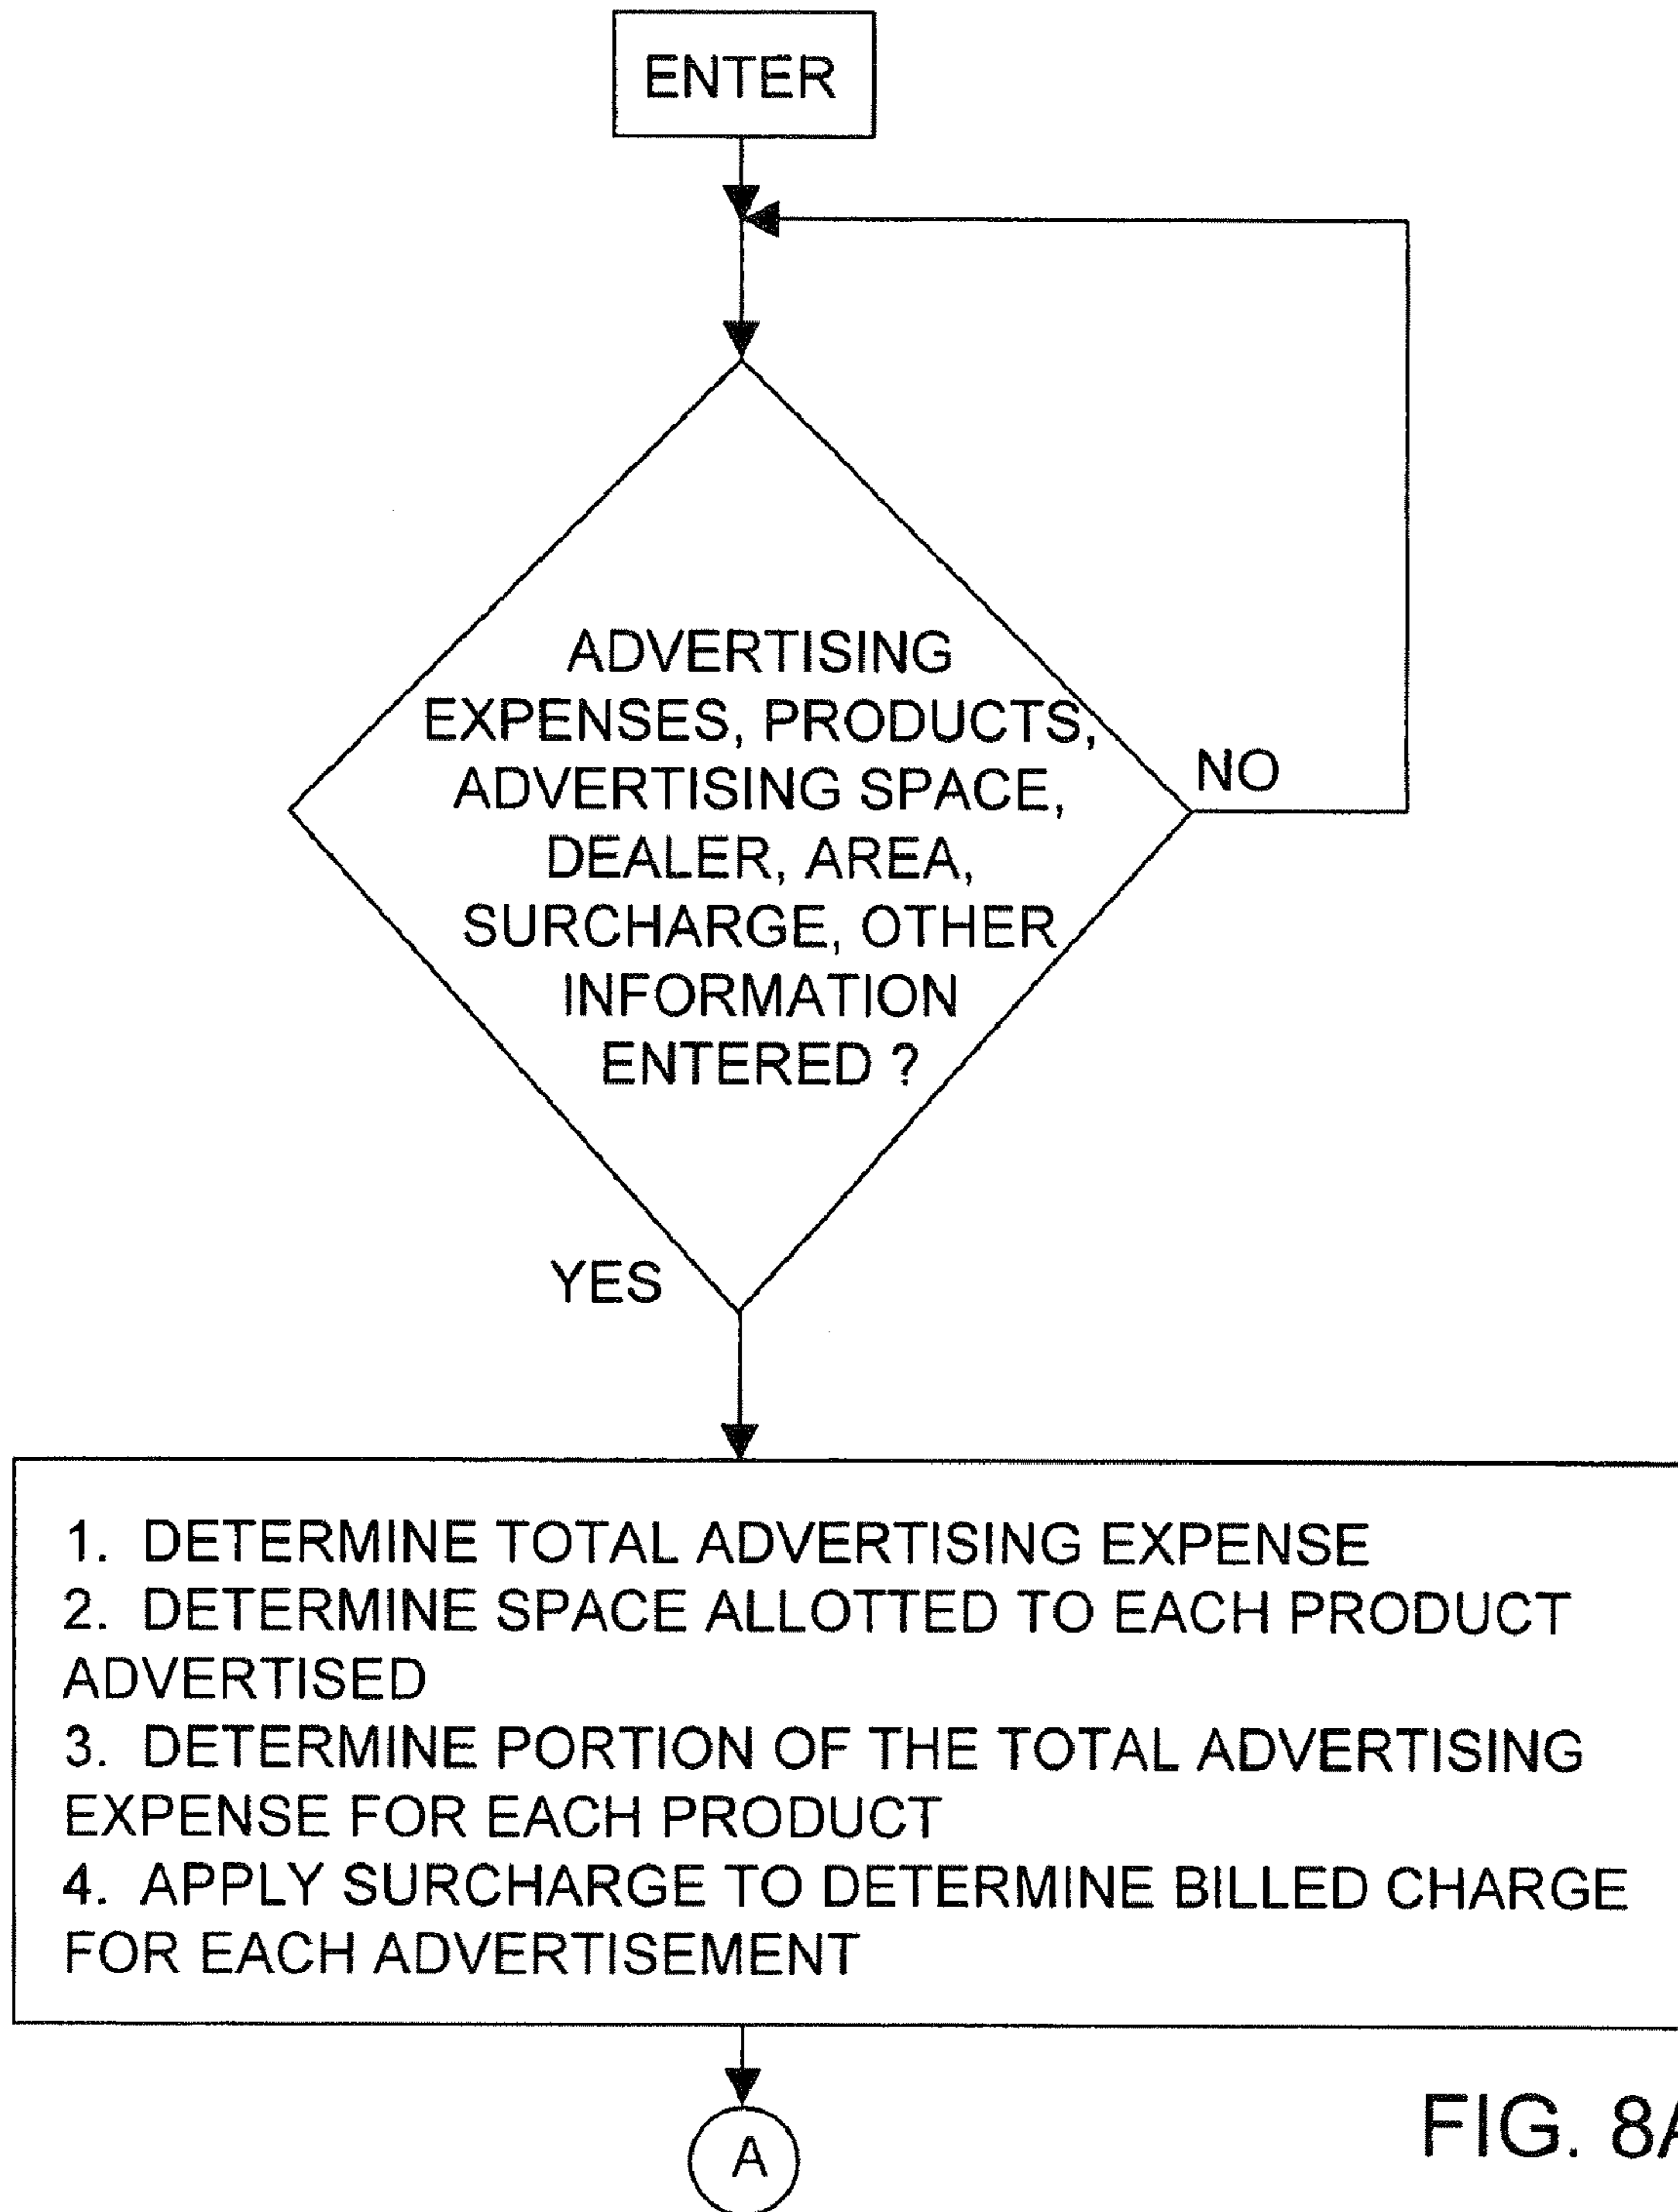 ENTER
ADVERTISING
EXPENSES, PRODUCTS,
ADVERTISING SPACE,
DEALER, AREA,
SURCHARGE, OTHER
INFORMATION
ENTERED ?
NO
YES
1. DETERMINE TOTAL ADVERTISING EXPENSE
2. DETERMINE SPACE ALLOTTED TO EACH PRODUCT
ADVERTISED
3. DETERMINE PORTION OF THE TOTAL ADVERTISING
EXPENSE FOR EACH PRODUCT
4. APPLY SURCHARGE TO DETERMINE BILLED CHARGE
FOR EACH ADVERTISEMENT
A
FIG. 8A